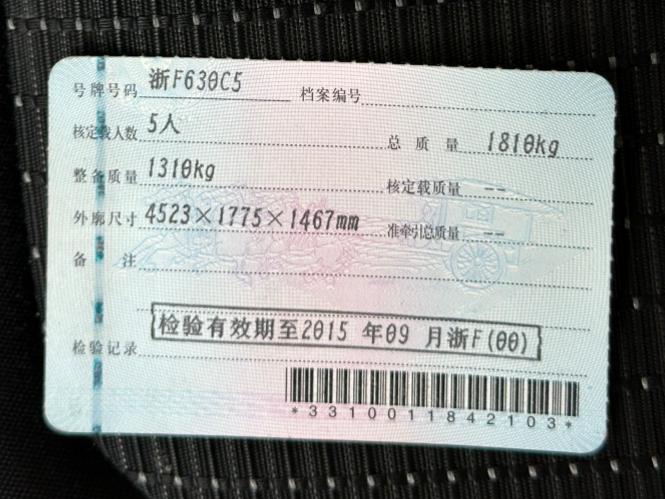 号牌号码 浙F630C5 档案编号
核定载人数 5人 总质量 1810kg
整备质量 1310kg 核定载质量 --
外廓尺寸 4523×1775×1467mm 准牵引总质量 --
备注
检验有效期至2015 年09 月浙F(00)
检验记录
*3310011842103*